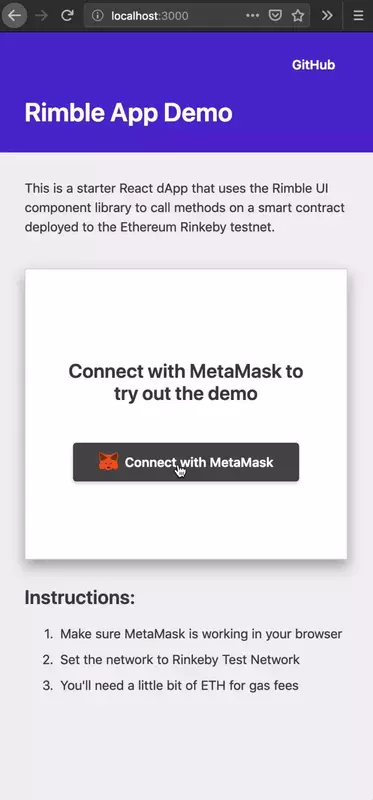 localhost:3000
GitHub
Rimble App Demo
This is a starter React dApp that uses the Rimble UI
component library to call methods on a smart contract
deployed to the Ethereum Rinkeby testnet.
Connect with MetaMask to
try out the demo
Connect with MetaMask
Instructions:
1. Make sure MetaMask is working in your browser
2. Set the network to Rinkeby Test Network
3. You'll need a little bit of ETH for gas fees